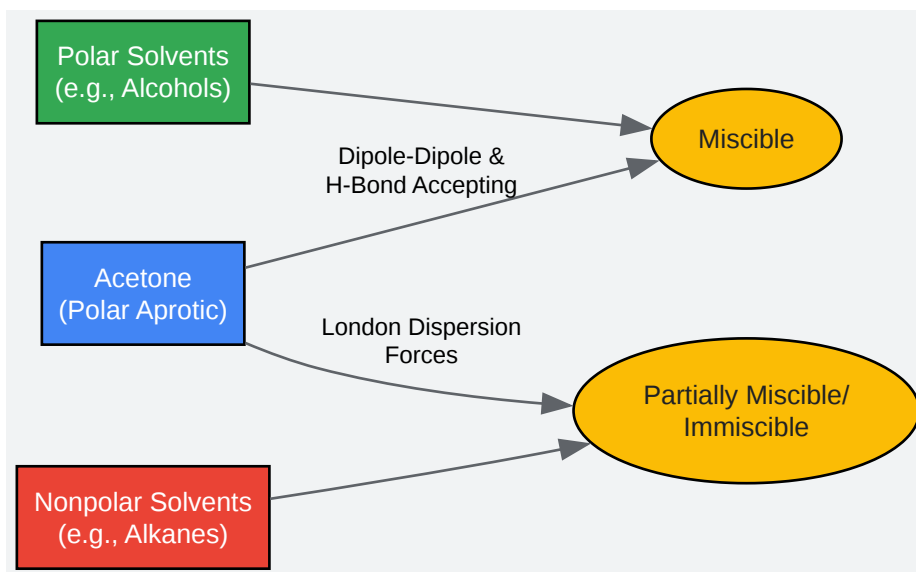 Polar Solvents
(e.g., Alcohols)
Miscible
Dipole-Dipole &
H-Bond Accepting
Acetone
(Polar Aprotic)
London Dispersion
Forces
Partially Miscible/
Immiscible
Nonpolar Solvents
(e.g., Alkanes)